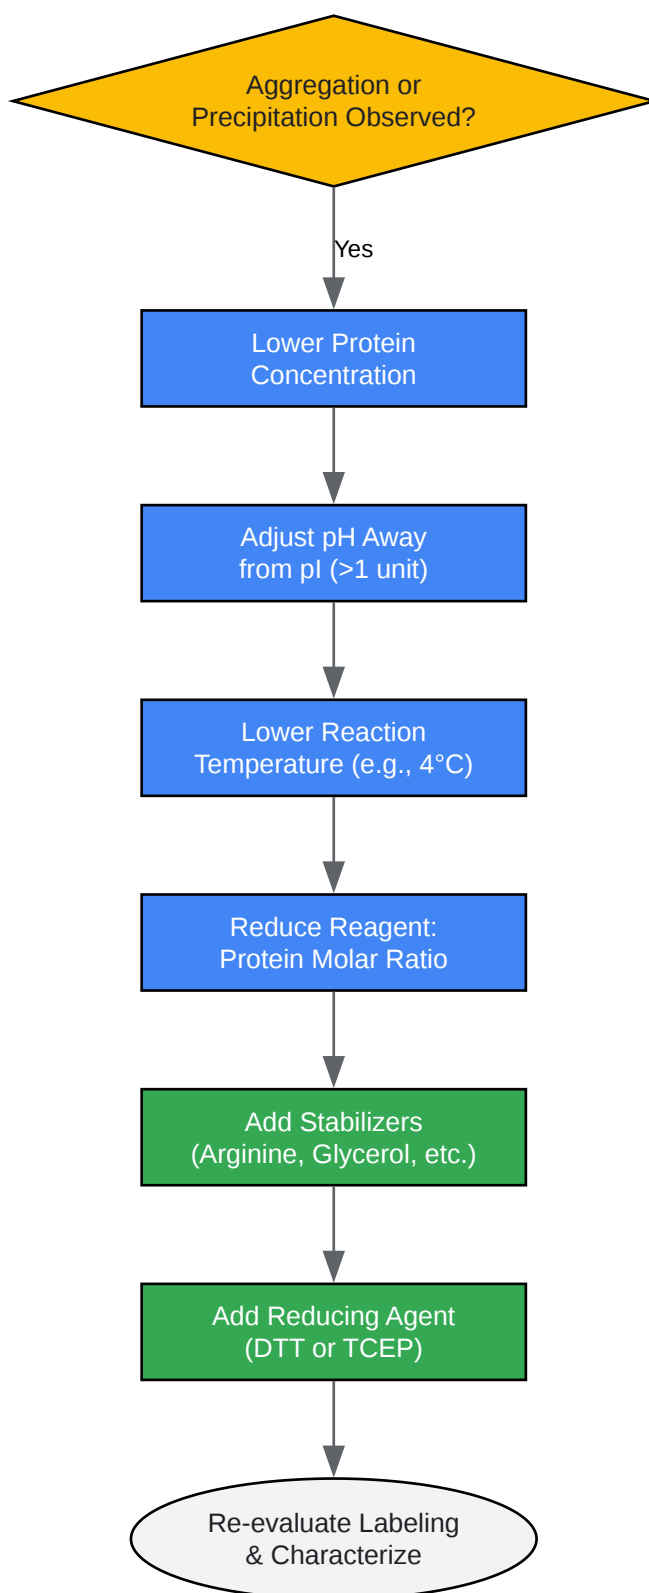 Aggregation or
Precipitation Observed?
Yes
Lower Protein
Concentration
Adjust pH Away
from pI (>1 unit)
Lower Reaction
Temperature (e.g., 4°C)
Reduce Reagent:
Protein Molar Ratio
Add Stabilizers
(Arginine, Glycerol, etc.)
Add Reducing Agent
(DTT or TCEP)
Re-evaluate Labeling
& Characterize